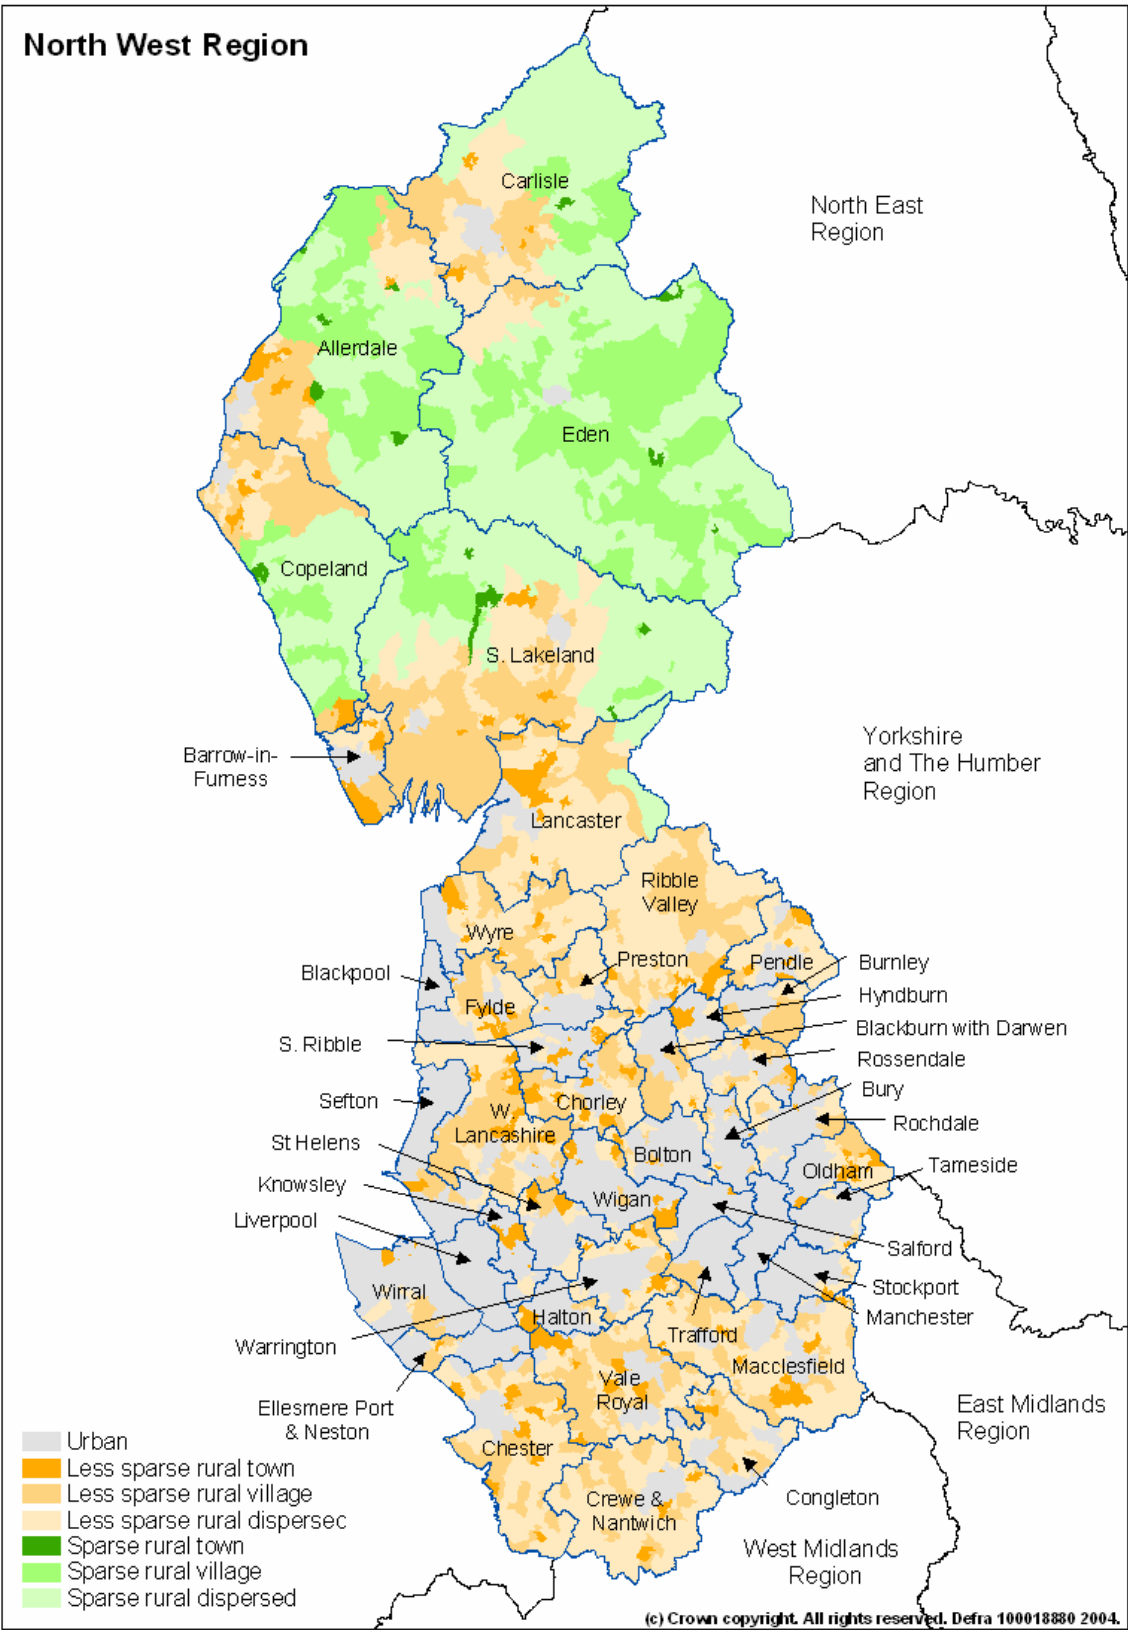 North West Region
Carlisle
North East
Region
Allerdale
Eden
Copeland
S. Lakeland
Barrow-in-
Furness
Yorkshire
and The Humber
Region
Lancaster
Ribble
Valley
Wyre
Preston
Pendle
Burnley
Blackpool
Hyndburn
Fylde
Blackburn with Darwen
S. Ribble
Rossendale
Bury
Sefton
Chorley
W.
Lancashire
Rochdale
St Helens
Bolton
Oldham
Tameside
Knowsley
Wigan
Liverpool
Salford
Wirral
Stockport
Halton
Manchester
Warrington
Trafford
Macclesfield
Vale
Royal
Ellesmere Port
& Neston
East Midlands
Region
Chester
Congleton
Crewe &
Nantwich
West Midlands
Region
Urban
Less sparse rural town
Less sparse rural village
Less sparse rural dispersec
Sparse rural town
Sparse rural village
Sparse rural dispersed
(c) Crown copyright. All rights reserved. Defra 100018880 2004.